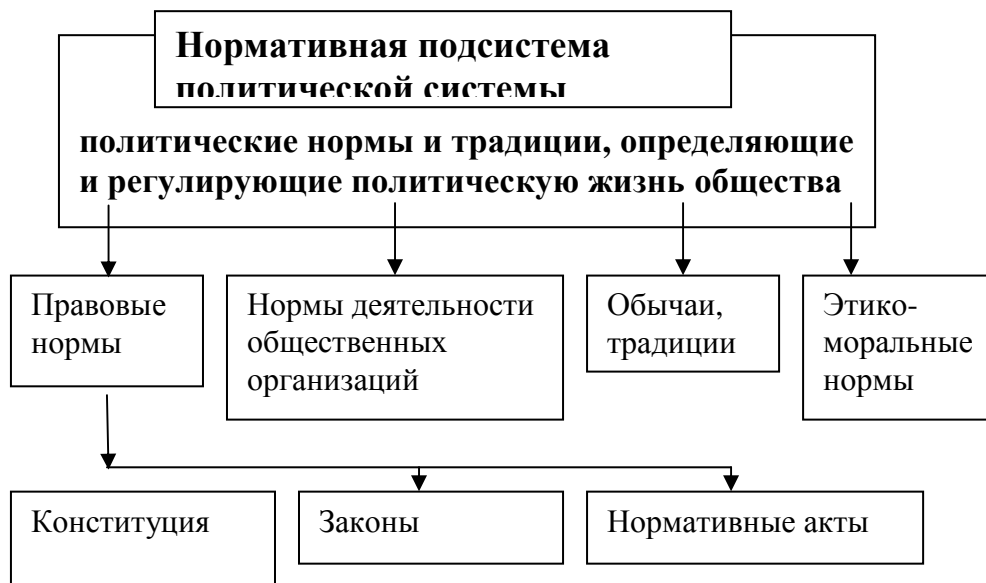 Нормативная подсистема
политической системы
политические нормы и традиции, определяющие
и регулирующие политическую жизнь общества
Правовые
нормы
Нормы деятельности
общественных
организаций
Обычаи,
традиции
Этико-
моральные
нормы
Конституция
Законы
Нормативные акты